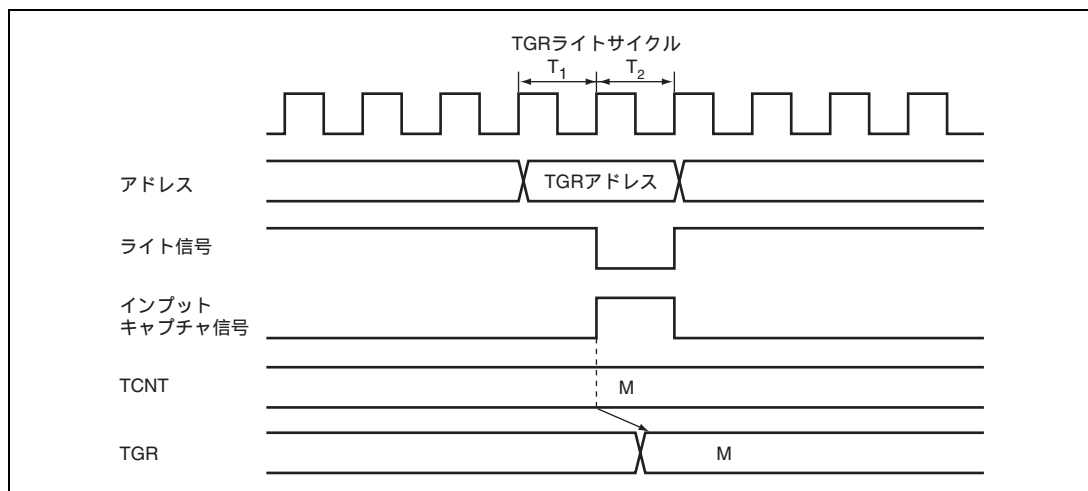 TGRライトサイクル
T1 T2
アドレス
TGRアドレス
ライト信号
インプット
キャプチャ信号
TCNT
M
TGR
M